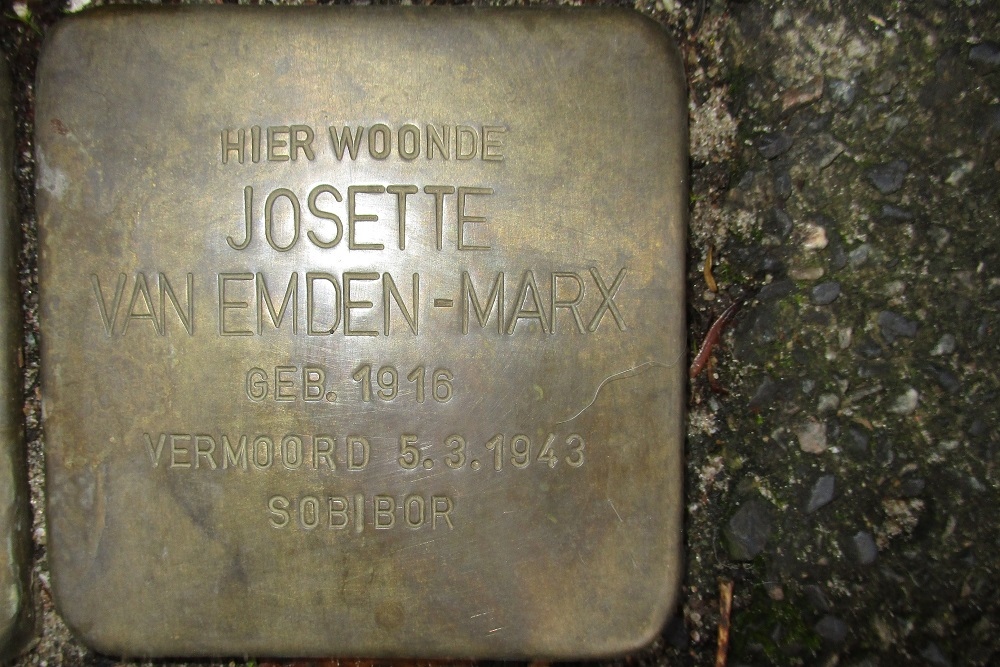 HIER WOONDE
JOSETTE
VAN EMDEN-MARX
GEB. 1916
VERMOORD 5.3.1943
SOBIBOR